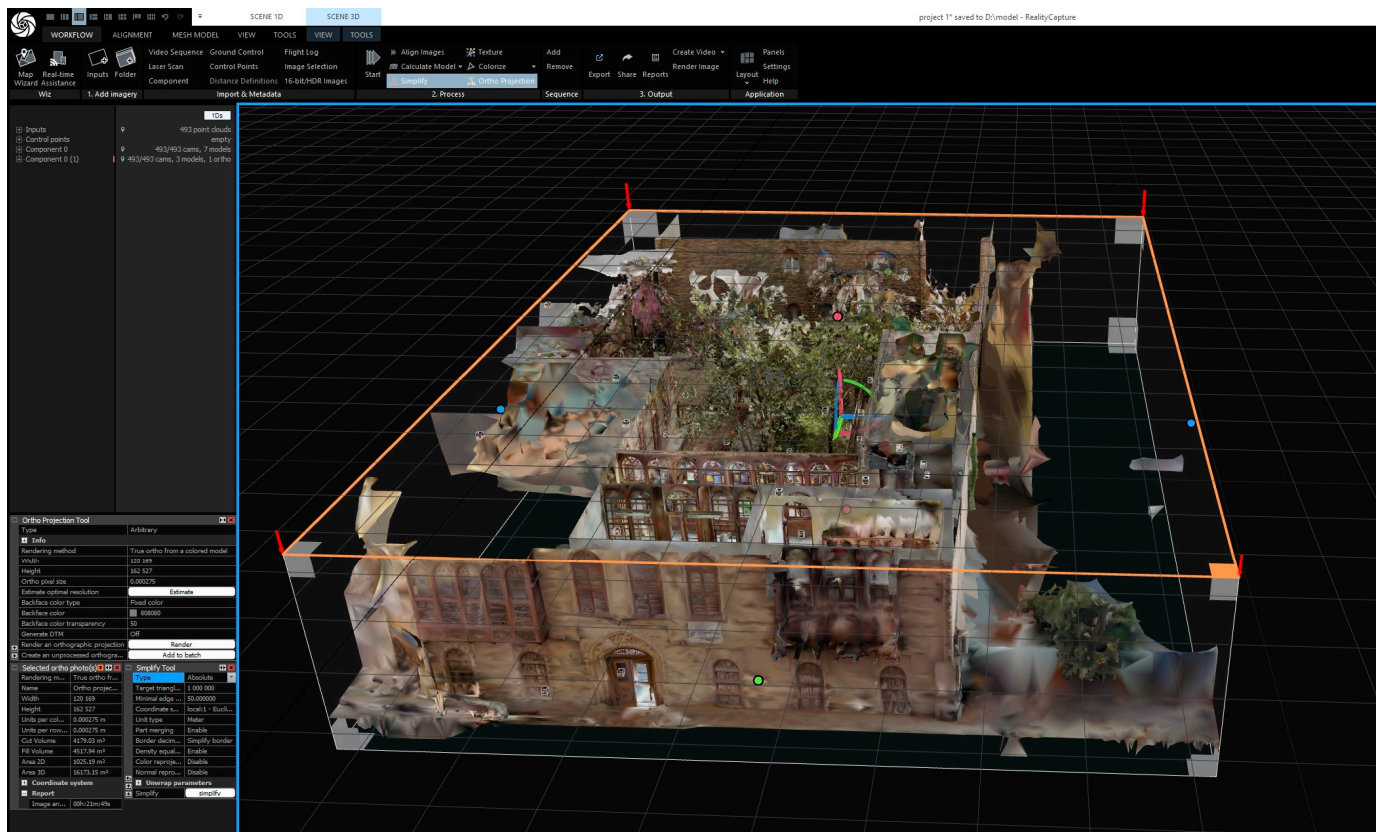 SCENE 1D SCENE 3D project 1* saved to D:\model - RealityCapture
WORKFLOW ALIGNMENT MESH MODEL VIEW TOOLS VIEW TOOLS
Video Sequence Ground Control Flight Log Align Images Texture Add Create Video Panels
Laser Scan Control Points Image Selection Calculate Model Colorize Remove Render Image Settings
Map Wizard Real-time Assistance Inputs Folder Component Distance Definitions 16-bit/HDR Images Start Simplify Ortho Projection Export Share Reports Layout Help
Wiz 1. Add imagery Import & Metadata 2. Process Sequence 3. Output Application
1Ds
Inputs 493 point clouds
Control points empty
Component 0 493/493 cams, 7 models
Component 0 (1) 493/493 cams, 3 models, 1 ortho
Ortho Projection Tool
Type Arbitrary
Info
Rendering method True ortho from a colored model
Width 120 169
Height 162 527
Ortho pixel size 0.000275
Estimate optimal resolution Estimate
Backface color type Fixed color
Backface color 808080
Backface color transparency 50
Generate DTM Off
Render an orthographic projection Render
Create an unprocessed orthogra... Add to batch
Selected ortho photo(s)
Rendering m... True ortho fr...
Name Ortho projec...
Width 120 169
Height 162 527
Units per col... 0.000275 m
Units per row... 0.000275 m
Cut Volume 4179.03 m³
Fill Volume 4517.94 m³
Area 2D 1025.19 m²
Area 3D 16173.15 m²
Coordinate system
Report
Image an... 00h:21m:49s
Simplify Tool
Type Absolute
Target triangl... 1 000 000
Minimal edge ... 50.000000
Coordinate s... local:1 - Eucli...
Unit type Meter
Part merging Enable
Border decim... Simplify border
Density equal... Enable
Color reproje... Disable
Normal repro... Disable
Unwrap parameters
Simplify simplify